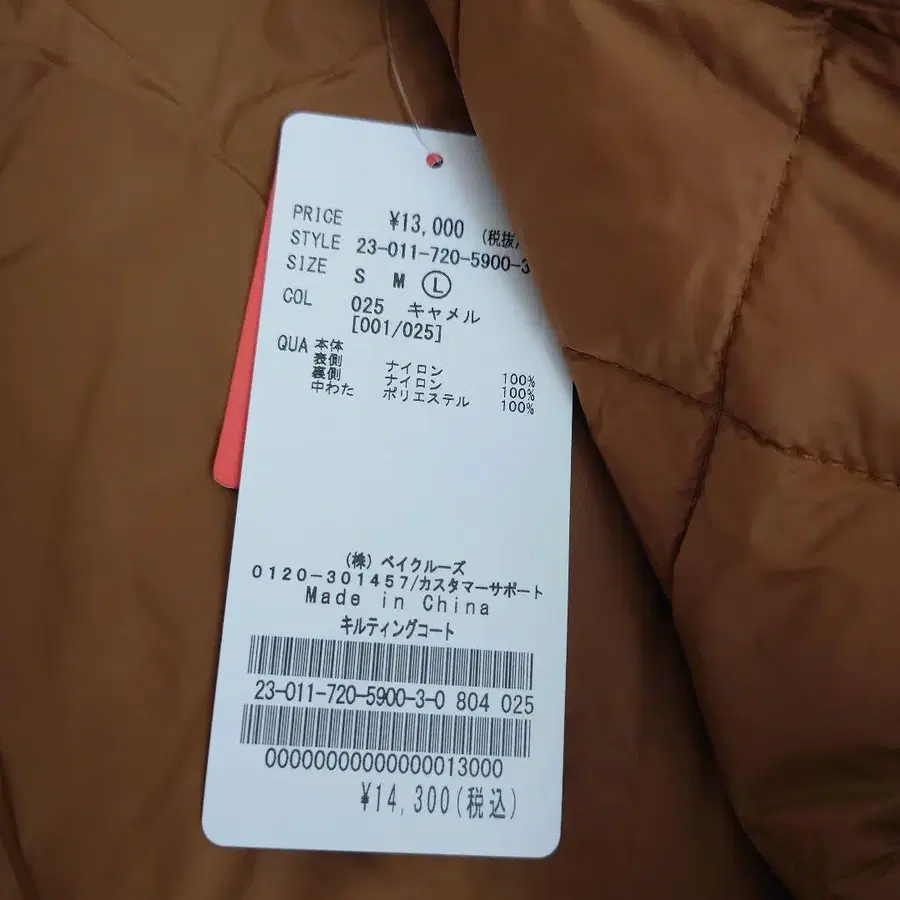 PRICE ¥13,000 (税抜)
STYLE 23-011-720-5900-3
SIZE S M L
COL 025 キャメル
[001/025]
QUA 本体
表側 ナイロン 100%
裏側 ナイロン 100%
中わた ポリエステル 100%
(株) ベイクルーズ
0120-301457/カスタマーサポート
Made in China
キルティングコート
23-011-720-5900-3-0 804 025
00000000000000013000
¥14,300(税込)